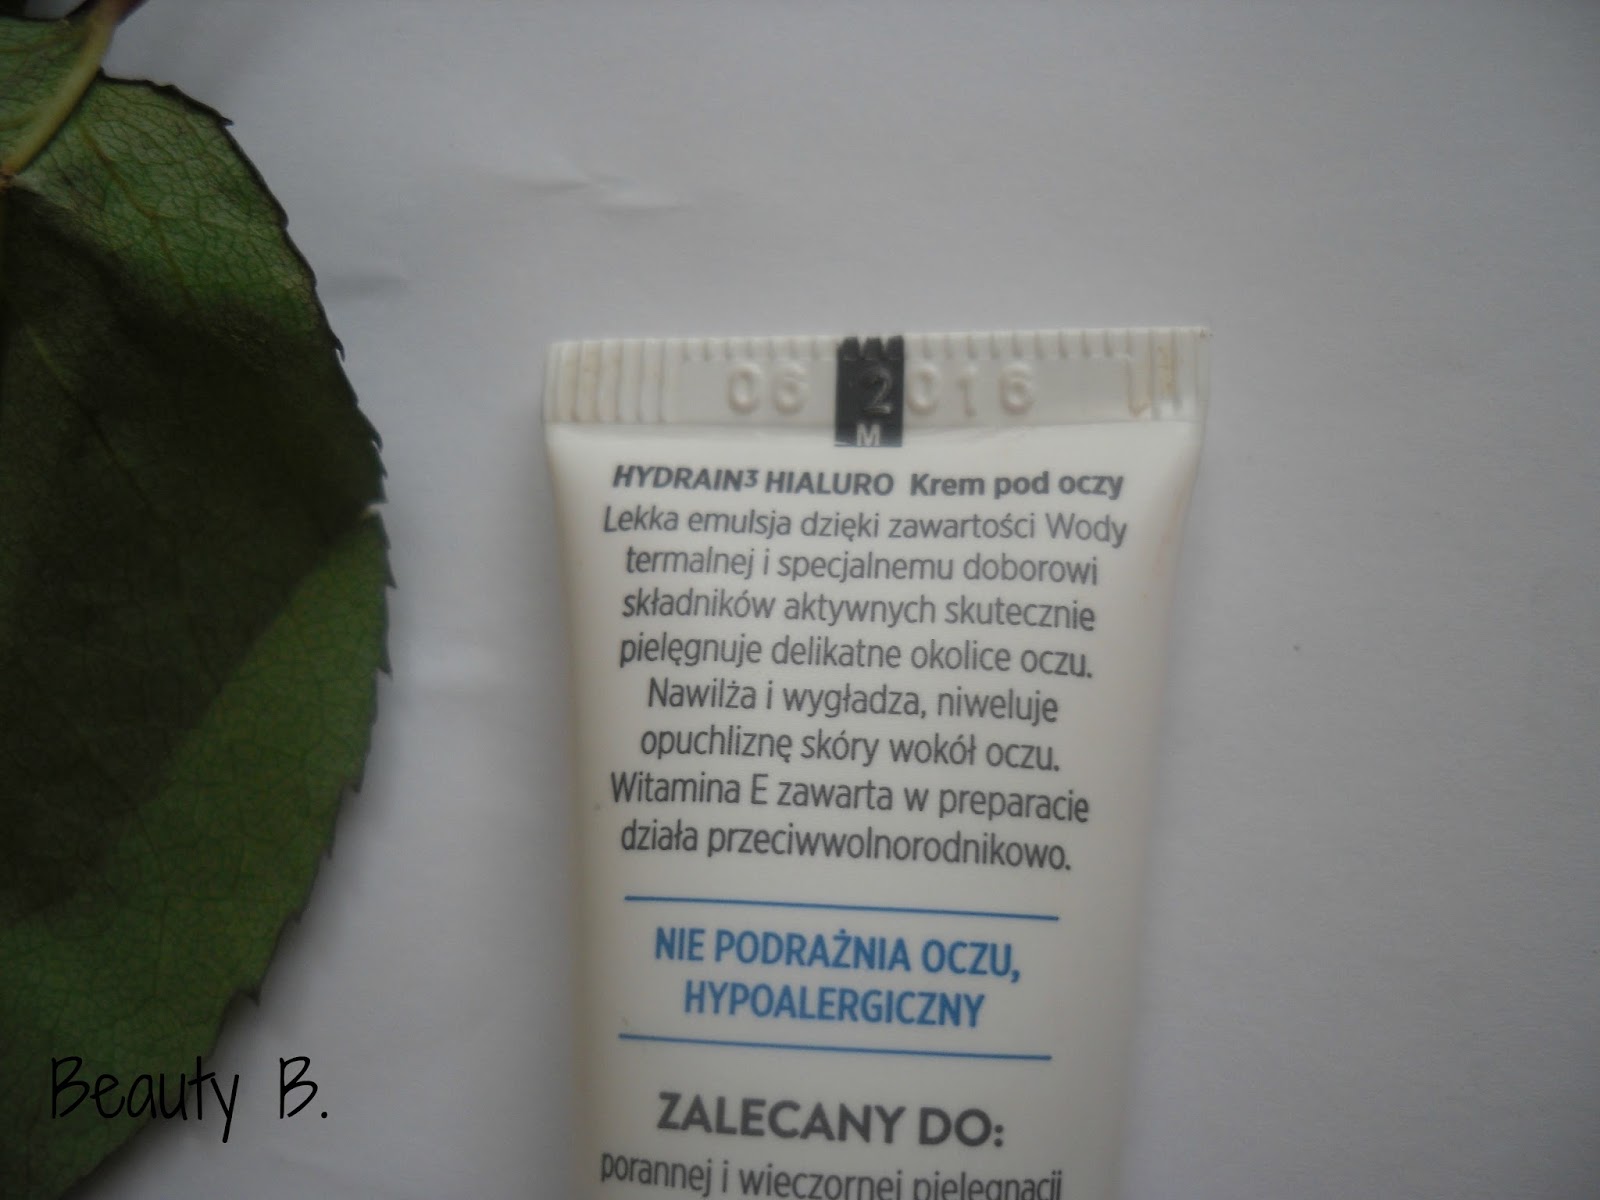 06 2016
M
HYDRAIN³ HIALURO Krem pod oczy
Lekka emulsja dzięki zawartości Wody
termalnej i specjalnemu doborowi
składników aktywnych skutecznie
pielęgnuje delikatne okolice oczu.
Nawilża i wygładza, niweluje
opuchliznę skóry wokół oczu.
Witamina E zawarta w preparacie
działa przeciwwolnorodnikowo.
NIE PODRAŻNIA OCZU,
HYPOALERGICZNY
ZALECANY DO:
porannej i wieczornej pielęgnacji
Beauty B.